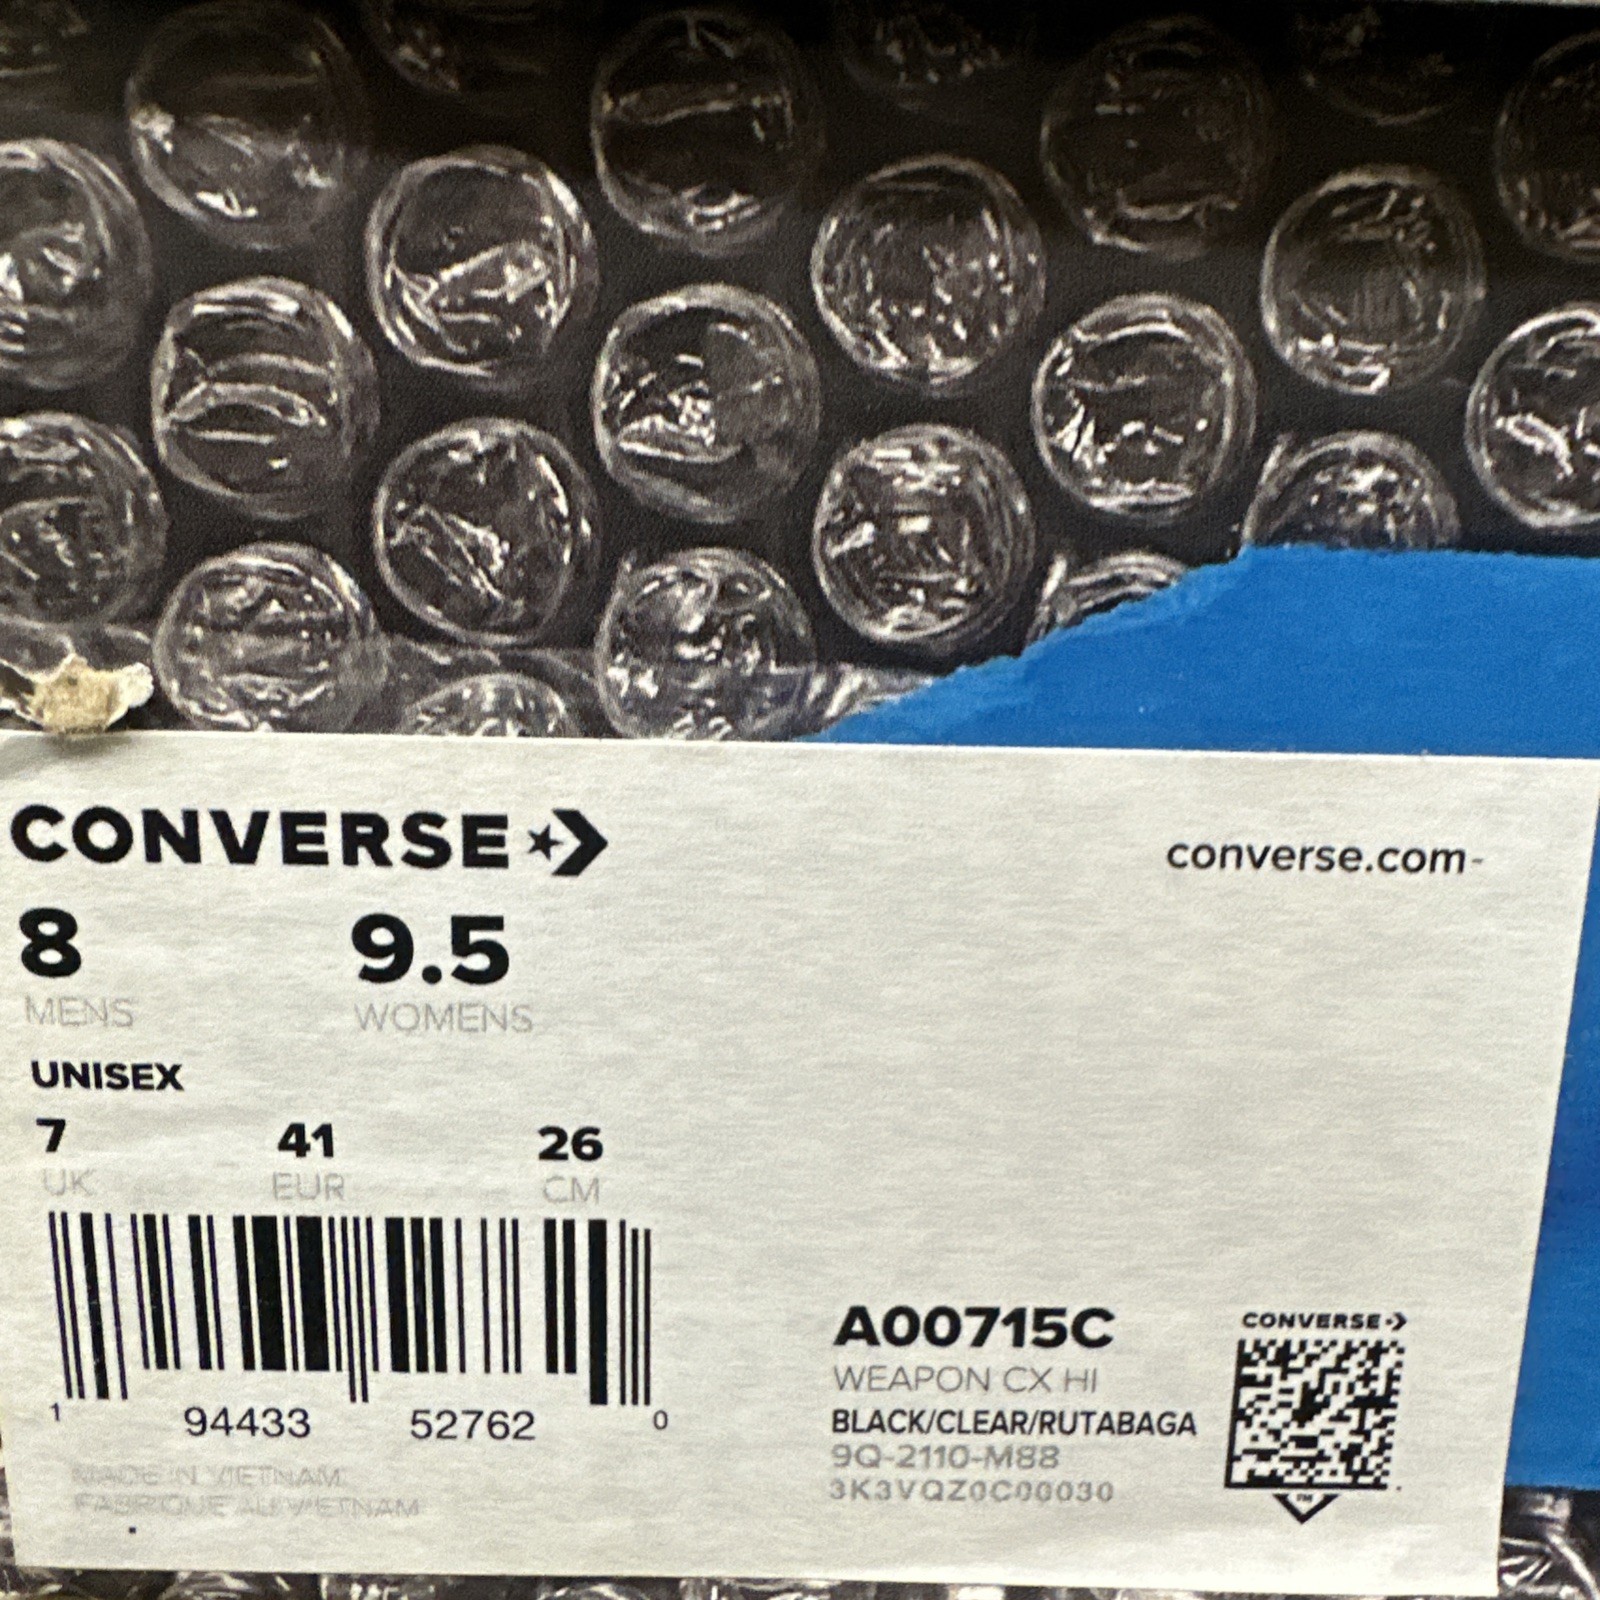 CONVERSE
converse.com-
8 9.5
MENS WOMENS
UNISEX
7 41 26
UK EUR CM
1 94433 52762 0
MADE IN VIETNAM
FABRIQUE AU VIETNAM
A00715C
WEAPON CX HI
BLACK/CLEAR/RUTABAGA
9Q-2110-M88
3K3VQZ0C00030
CONVERSE
TM